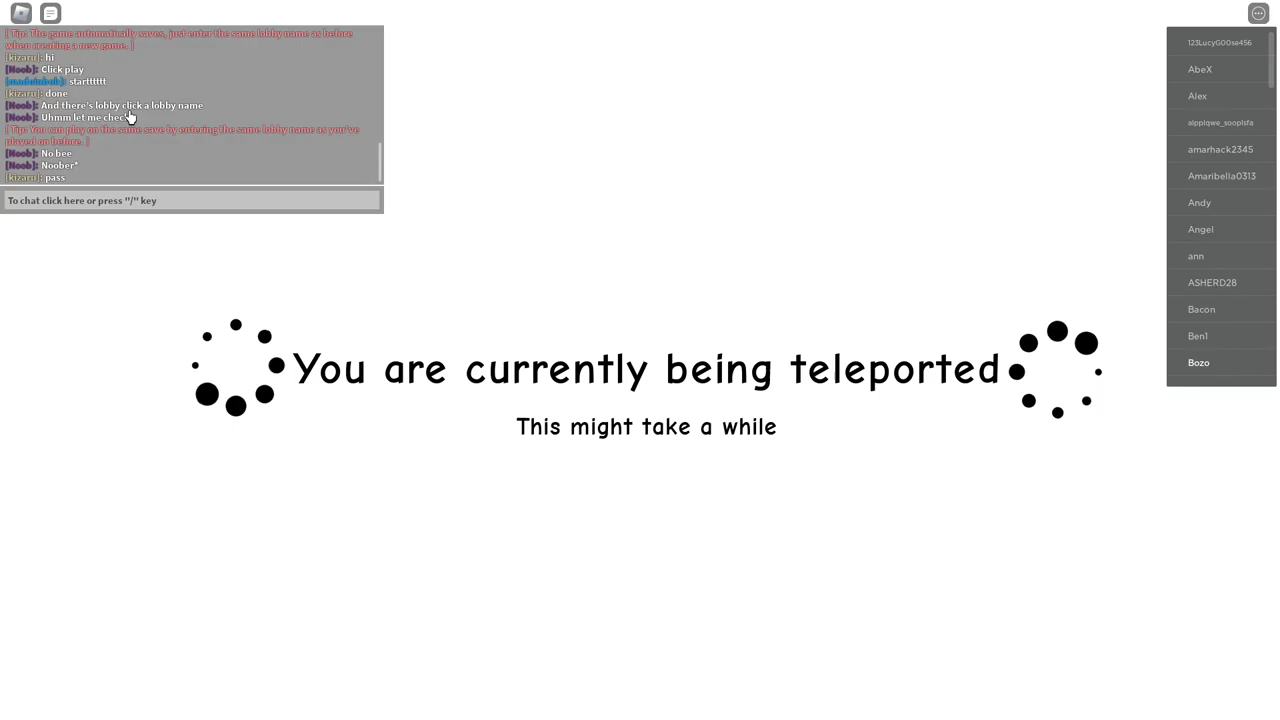 [ Tip: The game automatically saves, just enter the same lobby name as before
when creating a new game. ]
[kizaru]: hi
[Noob]: Click play
starttttt
[kizaru]: done
[Noob]: And there's lobby click a lobby name
[Noob]: Uhmm let me check
[ Tip: You can play on the same save by entering the same lobby name as you've
played on before. ]
[Noob]: No bee
[Noob]: Noober*
[kizaru]: pass
To chat click here or press "/" key
You are currently being teleported
This might take a while
123LucyG00se456
AbeX
Alex
alpplqwe_sooplsfa
amarhack2345
Amaribella0313
Andy
Angel
ann
ASHERD28
Bacon
Ben1
Bozo